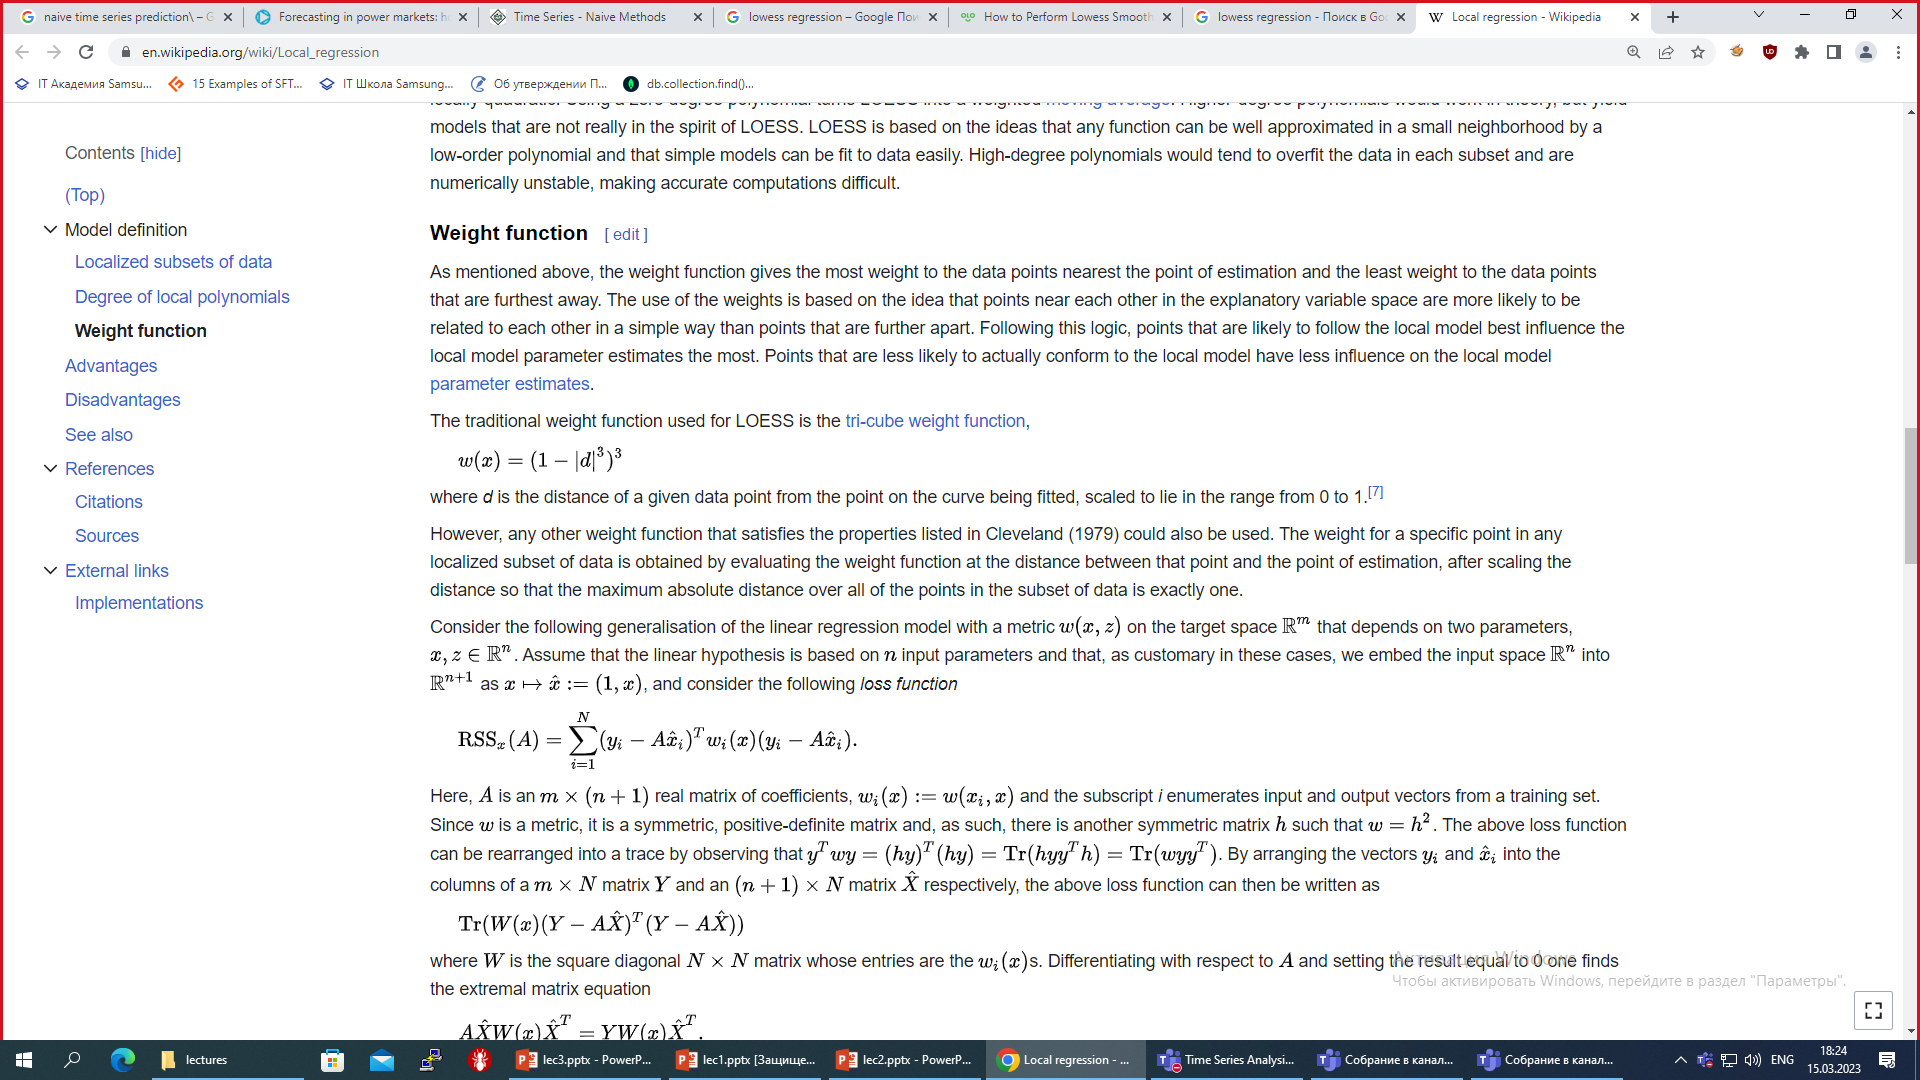 naive time series prediction\ – G
Forecasting in power markets: h
Time Series - Naive Methods
lowess regression – Google Пои
How to Perform Lowess Smooth
lowess regression - Поиск в Goo
Local regression - Wikipedia
en.wikipedia.org/wiki/Local_regression
IT Академия Samsu...
15 Examples of SFT...
IT Школа Samsung...
Об утверждении П...
db.collection.find()...
locally quadratic. Using a zero degree polynomial turns LOESS into a weighted moving average. Higher-degree polynomials would work in theory, but yield
models that are not really in the spirit of LOESS. LOESS is based on the ideas that any function can be well approximated in a small neighborhood by a
low-order polynomial and that simple models can be fit to data easily. High-degree polynomials would tend to overfit the data in each subset and are
numerically unstable, making accurate computations difficult.
Contents [hide]
(Top)
Model definition
Localized subsets of data
Degree of local polynomials
Weight function
Advantages
Disadvantages
See also
References
Citations
Sources
External links
Implementations
Weight function [ edit ]
As mentioned above, the weight function gives the most weight to the data points nearest the point of estimation and the least weight to the data points
that are furthest away. The use of the weights is based on the idea that points near each other in the explanatory variable space are more likely to be
related to each other in a simple way than points that are further apart. Following this logic, points that are likely to follow the local model best influence the
local model parameter estimates the most. Points that are less likely to actually conform to the local model have less influence on the local model
parameter estimates.
The traditional weight function used for LOESS is the tri-cube weight function,
w(x) = (1 − |d|³)³
where d is the distance of a given data point from the point on the curve being fitted, scaled to lie in the range from 0 to 1.[7]
However, any other weight function that satisfies the properties listed in Cleveland (1979) could also be used. The weight for a specific point in any
localized subset of data is obtained by evaluating the weight function at the distance between that point and the point of estimation, after scaling the
distance so that the maximum absolute distance over all of the points in the subset of data is exactly one.
Consider the following generalisation of the linear regression model with a metric w(x, z) on the target space ℝᵐ that depends on two parameters,
x, z ∈ ℝⁿ. Assume that the linear hypothesis is based on n input parameters and that, as customary in these cases, we embed the input space ℝⁿ into
ℝⁿ⁺¹ as x ↦ x̂ := (1, x), and consider the following loss function
RSSₓ(A) = ∑ᵢ₌₁ᴺ (yᵢ − Ax̂ᵢ)ᵀwᵢ(x)(yᵢ − Ax̂ᵢ).
Here, A is an m × (n + 1) real matrix of coefficients, wᵢ(x) := w(xᵢ, x) and the subscript i enumerates input and output vectors from a training set.
Since w is a metric, it is a symmetric, positive-definite matrix and, as such, there is another symmetric matrix h such that w = h². The above loss function
can be rearranged into a trace by observing that yᵀwy = (hy)ᵀ(hy) = Tr(hyyᵀh) = Tr(wyyᵀ). By arranging the vectors yᵢ and x̂ᵢ into the
columns of a m × N matrix Y and an (n + 1) × N matrix X̂ respectively, the above loss function can then be written as
Tr(W(x)(Y − AX̂)ᵀ(Y − AX̂))
where W is the square diagonal N × N matrix whose entries are the wᵢ(x)s. Differentiating with respect to A and setting the result equal to 0 one finds
the extremal matrix equation
AX̂W(x)X̂ᵀ = YW(x)X̂ᵀ.
Активация Windows
Чтобы активировать Windows, перейдите в раздел "Параметры".
lectures
lec3.pptx - PowerP...
lec1.pptx [Защище...
lec2.pptx - PowerP...
Local regression - ...
Time Series Analysi...
Собрание в канал...
Собрание в канал...
ENG
18:24
15.03.2023